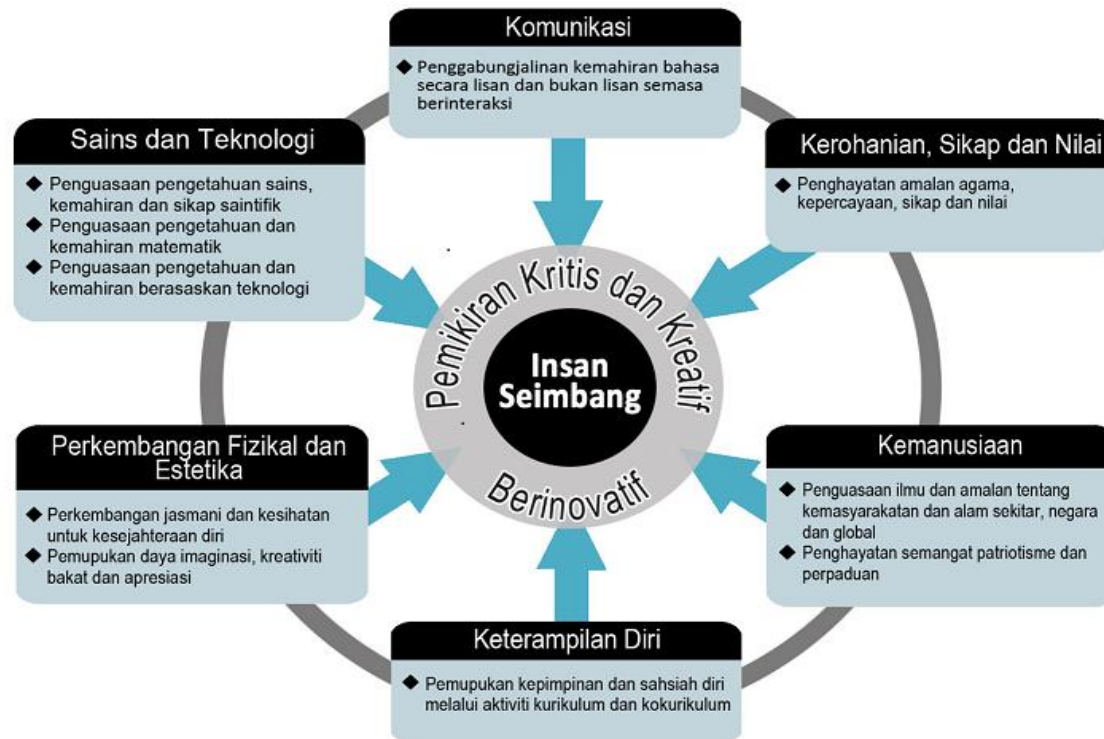 Komunikasi
◆ Penggabungjalinan kemahiran bahasa
secara lisan dan bukan lisan semasa
berinteraksi
Sains dan Teknologi
◆ Penguasaan pengetahuan sains,
kemahiran dan sikap saintifik
◆ Penguasaan pengetahuan dan
kemahiran matematik
◆ Penguasaan pengetahuan dan
kemahiran berasaskan teknologi
Kerohanian, Sikap dan Nilai
◆ Penghayatan amalan agama,
kepercayaan, sikap dan nilai
Pemikiran Kritis dan Kreatif
Insan
Seimbang
Berinovatif
Perkembangan Fizikal dan
Estetika
◆ Perkembangan jasmani dan kesihatan
untuk kesejahteraan diri
◆ Pemupukan daya imaginasi, kreativiti
bakat dan apresiasi
Kemanusiaan
◆ Penguasaan ilmu dan amalan tentang
kemasyarakatan dan alam sekitar, negara
dan global
◆ Penghayatan semangat patriotisme dan
perpaduan
Keterampilan Diri
◆ Pemupukan kepimpinan dan sahsiah diri
melalui aktiviti kurikulum dan kokurikulum